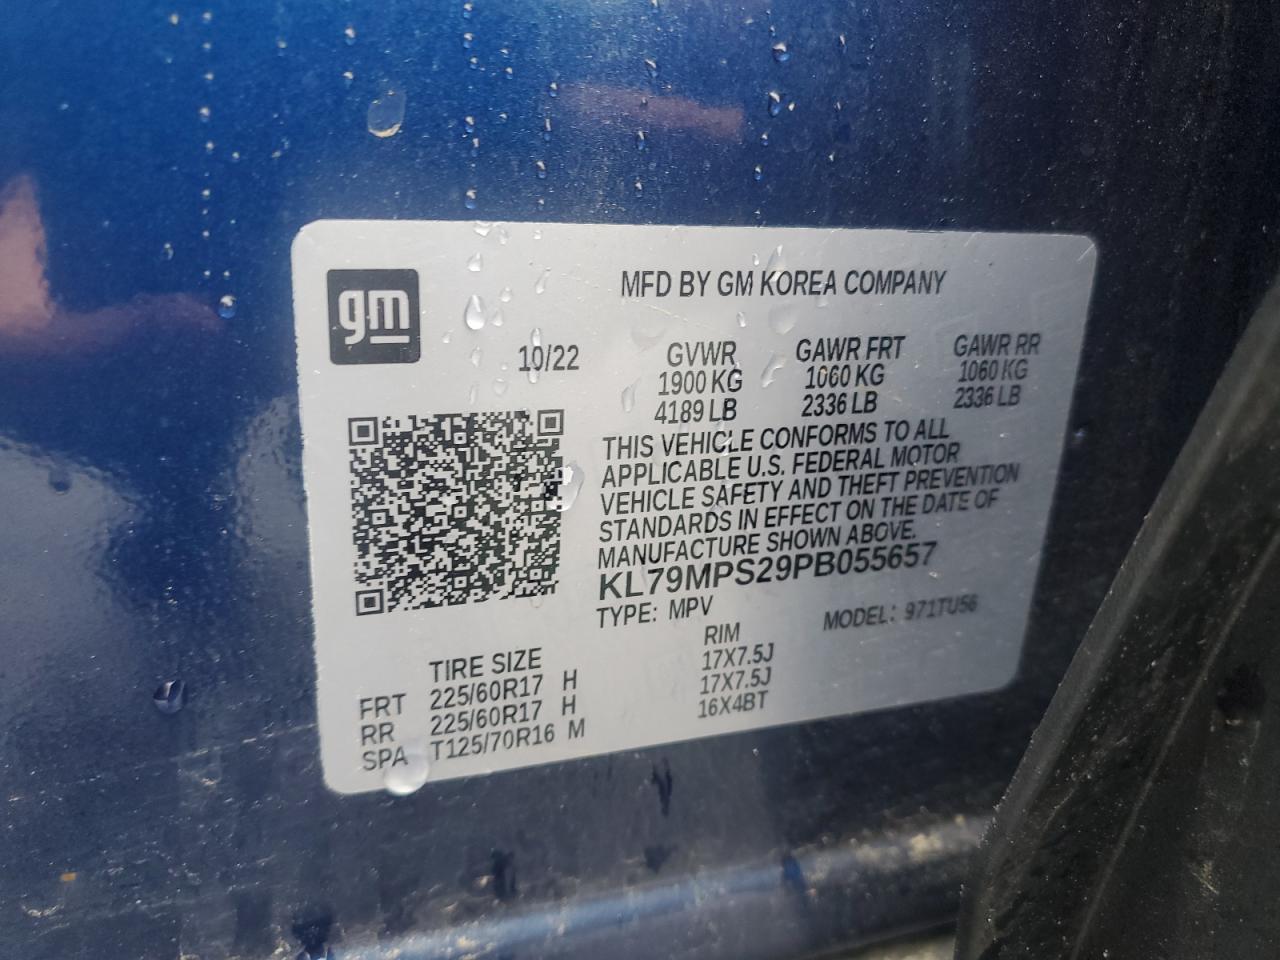 gm
MFD BY GM KOREA COMPANY
10/22
GVWR GAWR FRT GAWR RR
1900 KG 1060 KG 1060 KG
4189 LB 2336 LB 2336 LB
THIS VEHICLE CONFORMS TO ALL
APPLICABLE U.S. FEDERAL MOTOR
VEHICLE SAFETY AND THEFT PREVENTION
STANDARDS IN EFFECT ON THE DATE OF
MANUFACTURE SHOWN ABOVE.
KL79MPS29PB055657
TYPE: MPV MODEL: 971TU56
TIRE SIZE RIM
FRT 225/60R17 H 17X7.5J
RR 225/60R17 H 17X7.5J
SPA T125/70R16 M 16X4BT